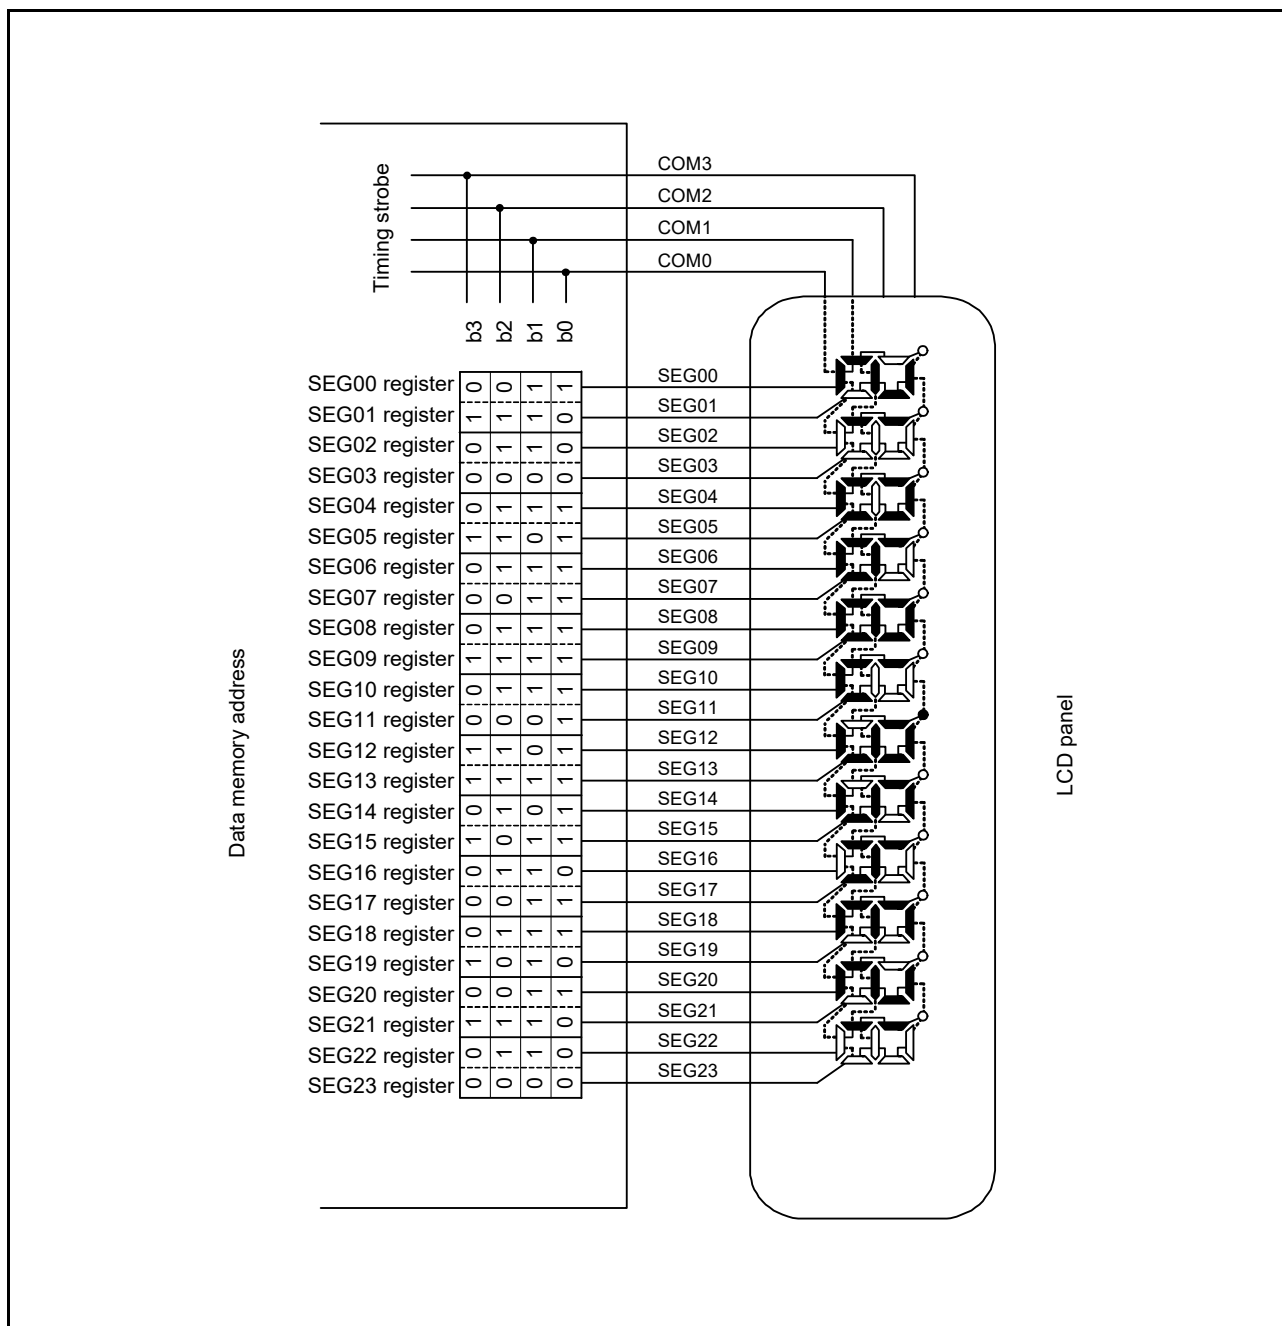 Timing strobe
COM3
COM2
COM1
COM0
b3 b2 b1 b0
Data memory address
SEG00 register 0 0 1 1 SEG00
SEG01 register 1 1 1 0 SEG01
SEG02 register 0 1 1 0 SEG02
SEG03 register 0 0 0 0 SEG03
SEG04 register 0 1 1 1 SEG04
SEG05 register 1 1 0 1 SEG05
SEG06 register 0 1 1 1 SEG06
SEG07 register 0 0 1 1 SEG07
SEG08 register 0 1 1 1 SEG08
SEG09 register 1 1 1 1 SEG09
SEG10 register 0 1 1 1 SEG10
SEG11 register 0 0 0 1 SEG11
SEG12 register 1 1 0 1 SEG12
SEG13 register 1 1 1 1 SEG13
SEG14 register 0 1 0 1 SEG14
SEG15 register 1 0 1 1 SEG15
SEG16 register 0 1 1 0 SEG16
SEG17 register 0 0 1 1 SEG17
SEG18 register 0 1 1 1 SEG18
SEG19 register 1 0 1 0 SEG19
SEG20 register 0 0 1 1 SEG20
SEG21 register 1 1 1 0 SEG21
SEG22 register 0 1 1 0 SEG22
SEG23 register 0 0 0 0 SEG23
LCD panel